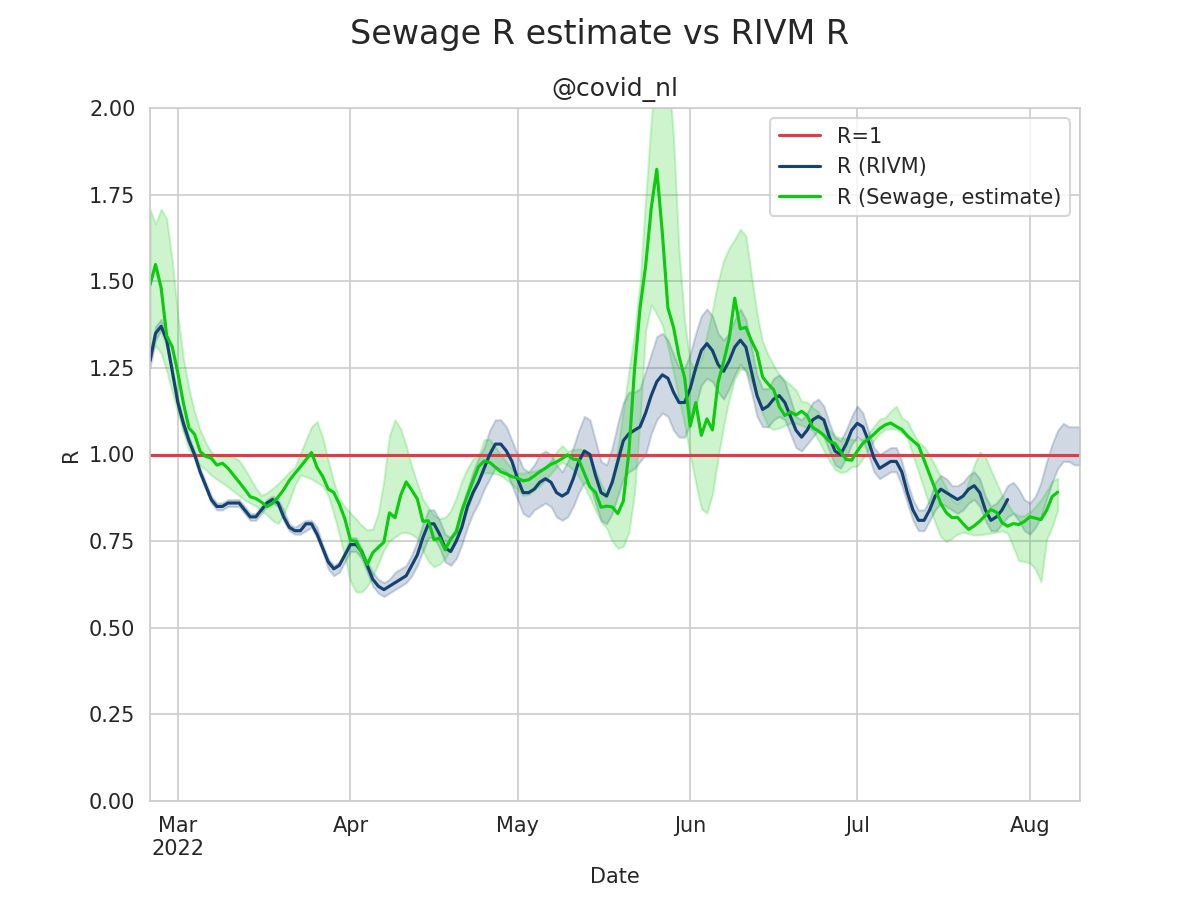 Sewage R estimate vs RIVM R
@covid_nl
R=1
R (RIVM)
R (Sewage, estimate)
2.00
1.75
1.50
1.25
1.00
0.75
0.50
0.25
0.00
R
Mar
2022
Apr
May
Jun
Jul
Aug
Date